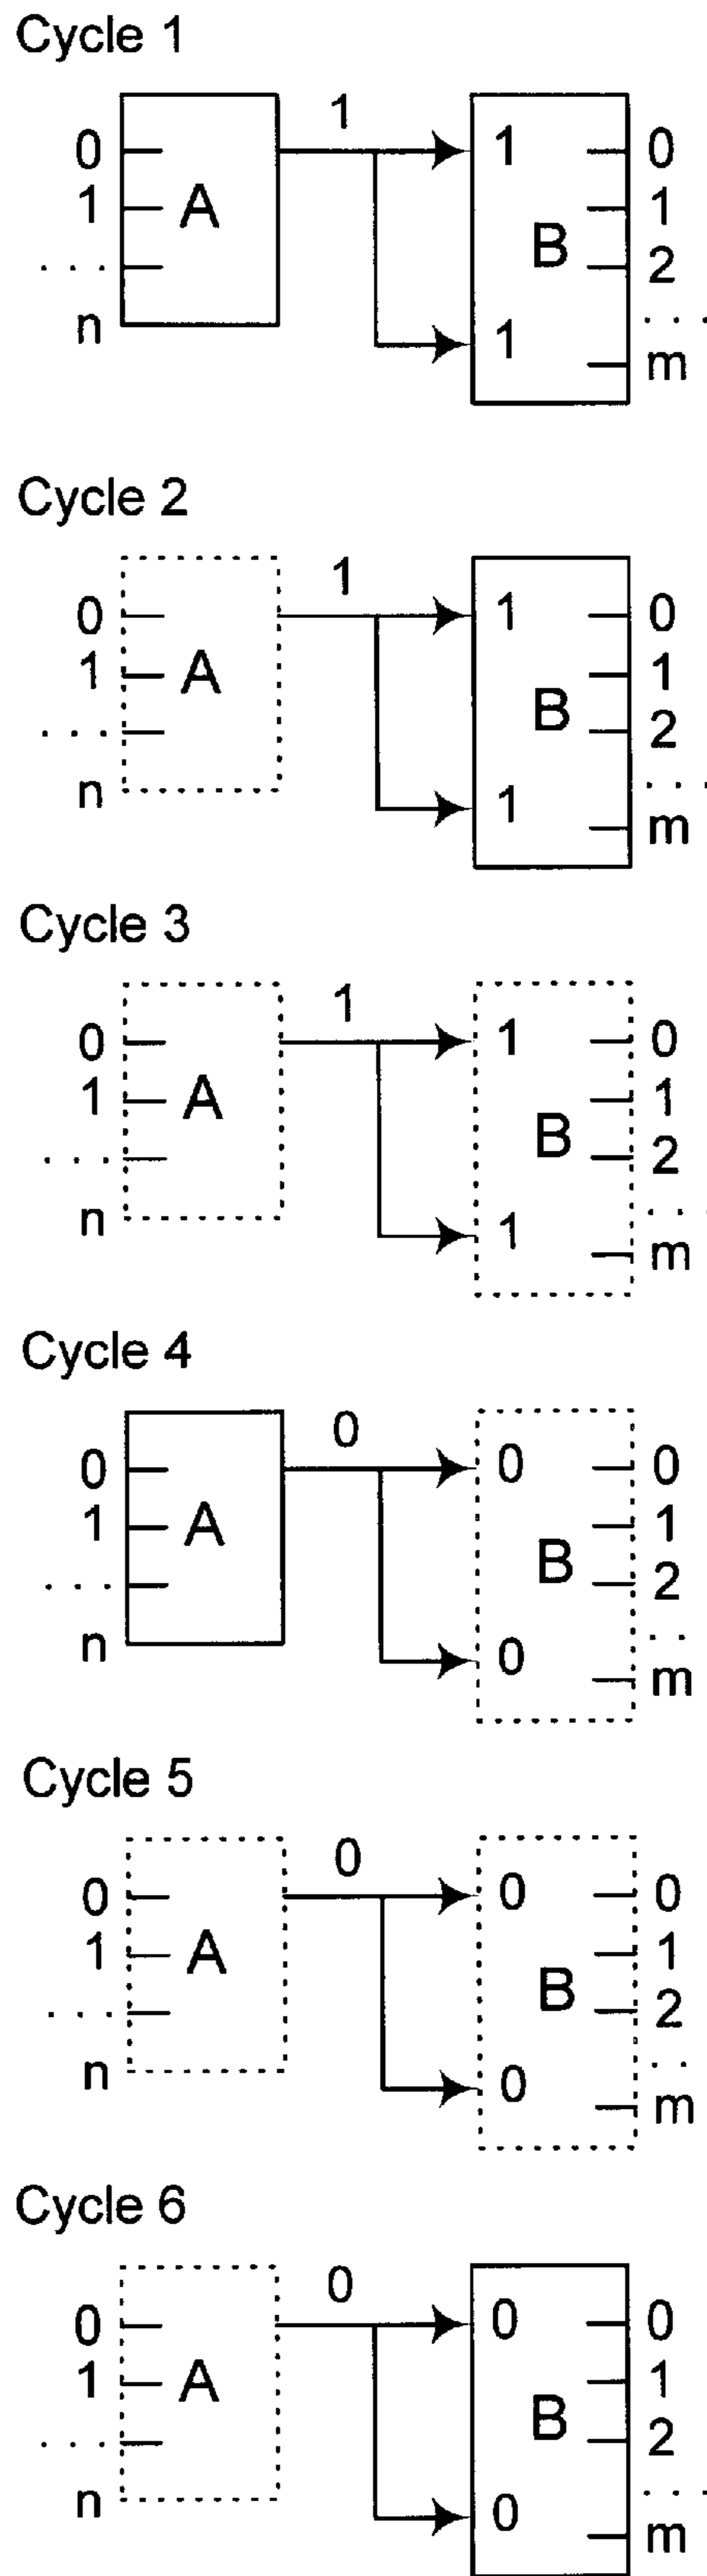 Cycle 1
1
0 1 0
1 A 1
. . . B 2
n 1 . . .
m
Cycle 2
1
0 1 0
1 A 1
. . . B 2
n 1 . . .
m
Cycle 3
1
0 1 0
1 A 1
. . . B 2
n 1 . . .
m
Cycle 4
0
0 0 0
1 A 1
. . . B 2
n 0 . .
m
Cycle 5
0
0 0 0
1 A 1
. . . B 2
n 0 . .
m
Cycle 6
0
0 0 0
1 A 1
. . . B 2
n 0 . . .
m